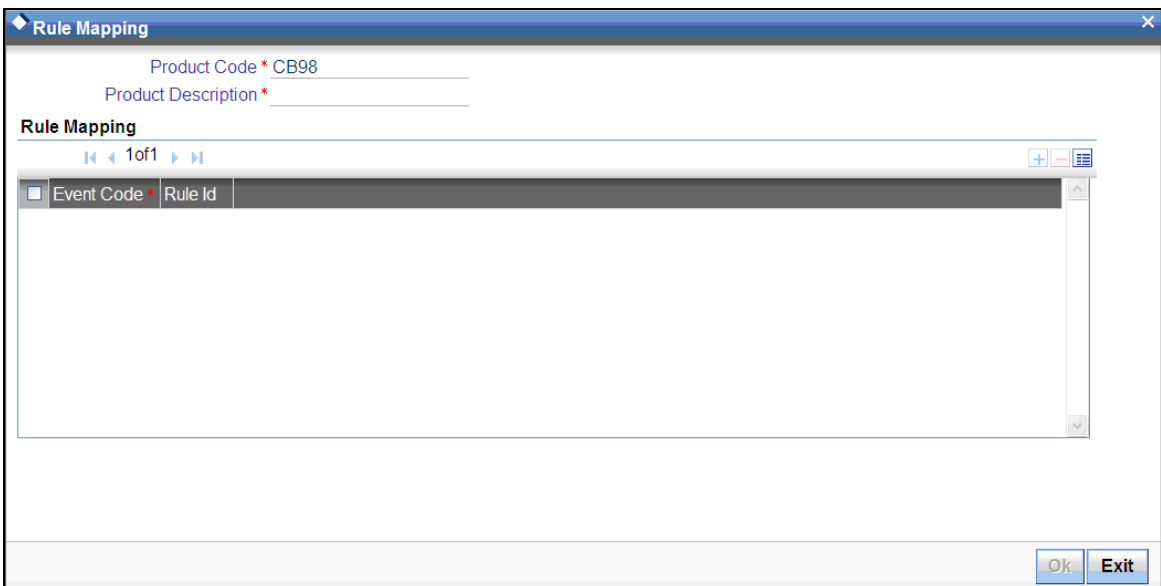 Rule Mapping
Product Code * CB98
Product Description *
Rule Mapping
1of1
Event Code * Rule Id
Ok Exit